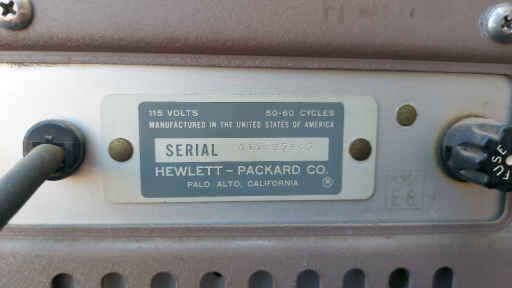 115 VOLTS 50-60 CYCLES
MANUFACTURED IN THE UNITED STATES OF AMERICA
SERIAL
HEWLETT - PACKARD CO.
PALO ALTO, CALIFORNIA ®
FUSE